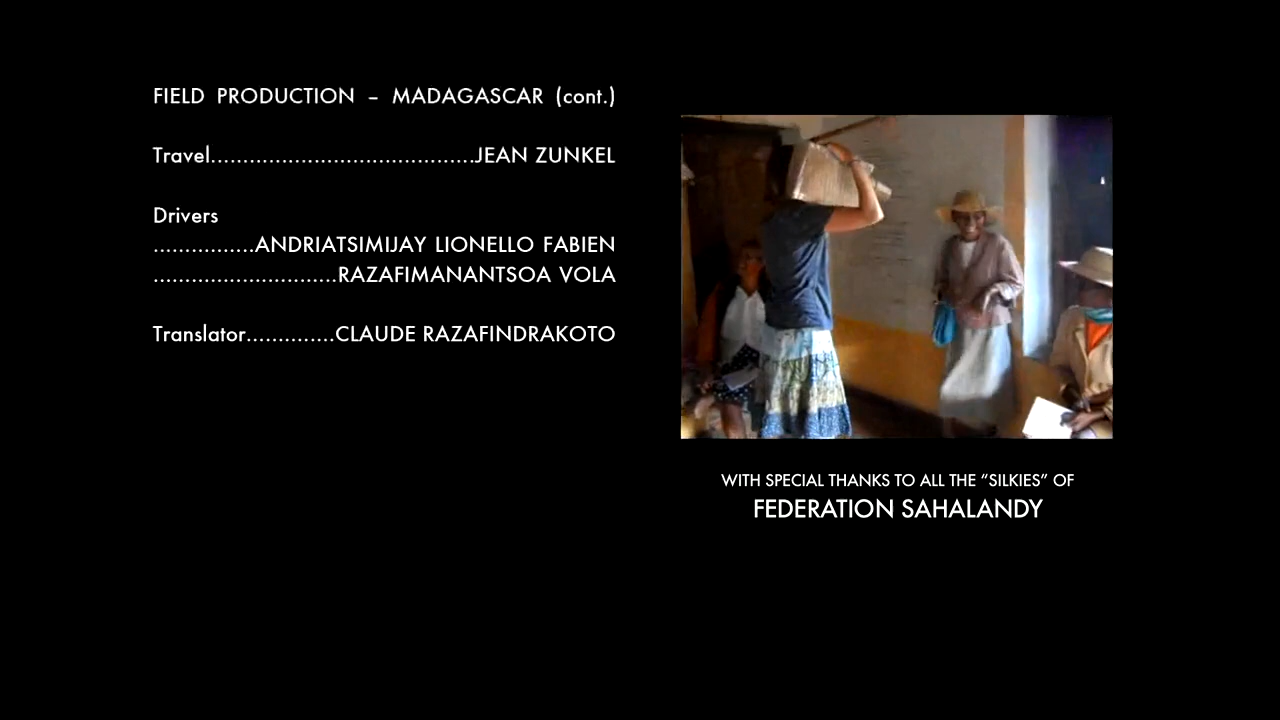 FIELD PRODUCTION – MADAGASCAR (cont.)
Travel.........................................JEAN ZUNKEL
Drivers
................ANDRIATSIMIJAY LIONELLO FABIEN
.............................RAZAFIMANANTSOA VOLA
Translator..............CLAUDE RAZAFINDRAKOTO
WITH SPECIAL THANKS TO ALL THE “SILKIES” OF
FEDERATION SAHALANDY